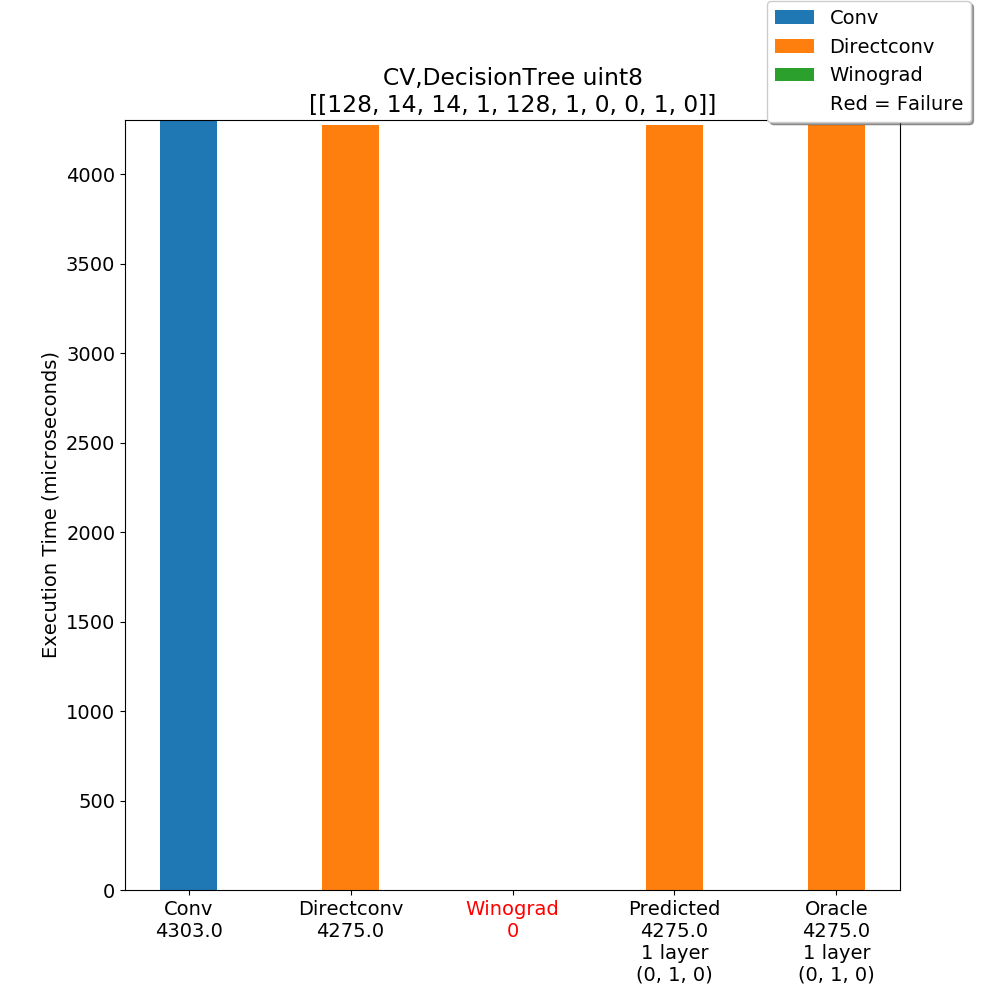 Conv
Directconv
Winograd
Red = Failure
CV,DecisionTree uint8
[[128, 14, 14, 1, 128, 1, 0, 0, 1, 0]]
Execution Time (microseconds)
4000
3500
3000
2500
2000
1500
1000
500
0
Conv
4303.0
Directconv
4275.0
Winograd
0
Predicted
4275.0
1 layer
(0, 1, 0)
Oracle
4275.0
1 layer
(0, 1, 0)